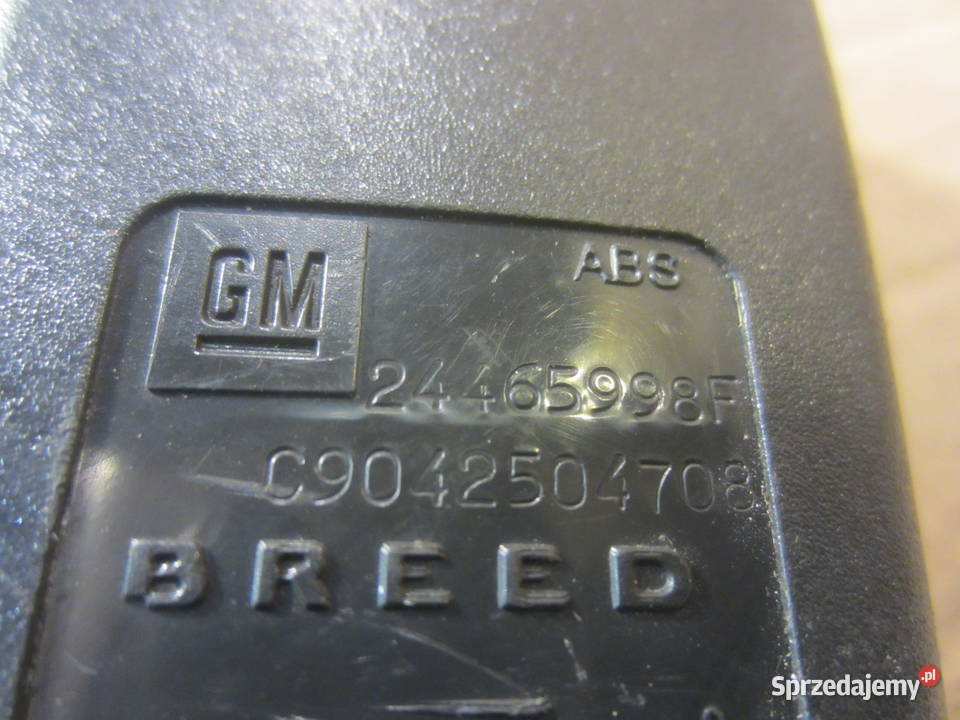 GM ABS
24465998F
C9042504708
BREED
Sprzedajemy.pl